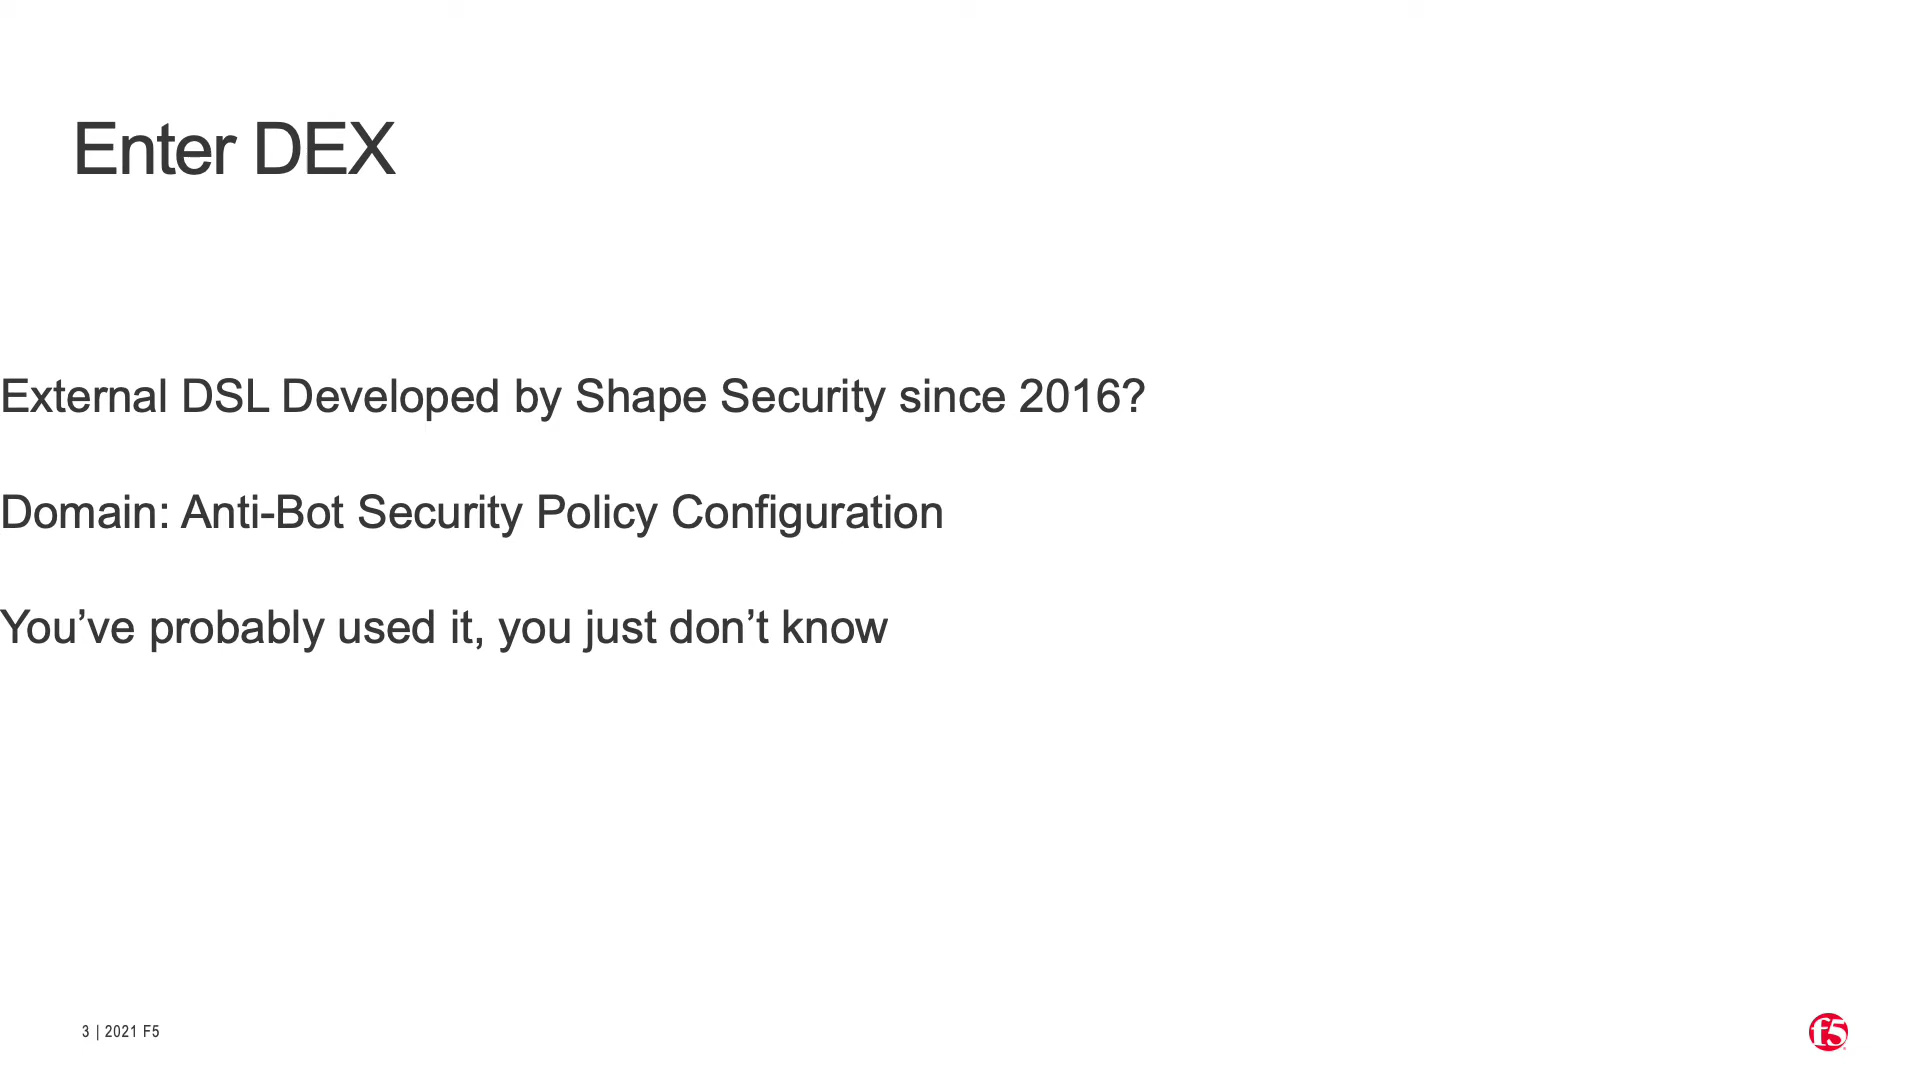 Enter DEX
External DSL Developed by Shape Security since 2016?
Domain: Anti-Bot Security Policy Configuration
You’ve probably used it, you just don’t know
3 | 2021 F5
f5